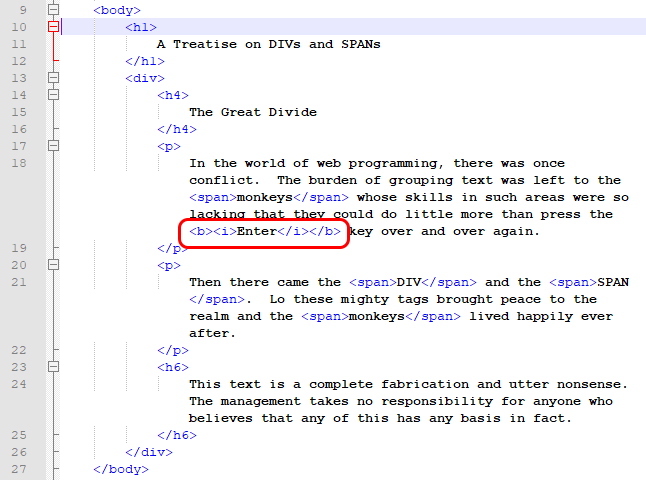 9 <body>
10 <h1>
11 A Treatise on DIVs and SPANs
12 </h1>
13 <div>
14 <h4>
15 The Great Divide
16 </h4>
17 <p>
18 In the world of web programming, there was once
conflict.  The burden of grouping text was left to the
<span>monkeys</span> whose skills in such areas were so
lacking that they could do little more than press the
<b><i>Enter</i></b> key over and over again.
19 </p>
20 <p>
21 Then there came the <span>DIV</span> and the <span>SPAN
</span>.  Lo these mighty tags brought peace to the
realm and the <span>monkeys</span> lived happily ever
after.
22 </p>
23 <h6>
24 This text is a complete fabrication and utter nonsense.
The management takes no responsibility for anyone who
believes that any of this has any basis in fact.
25 </h6>
26 </div>
27 </body>